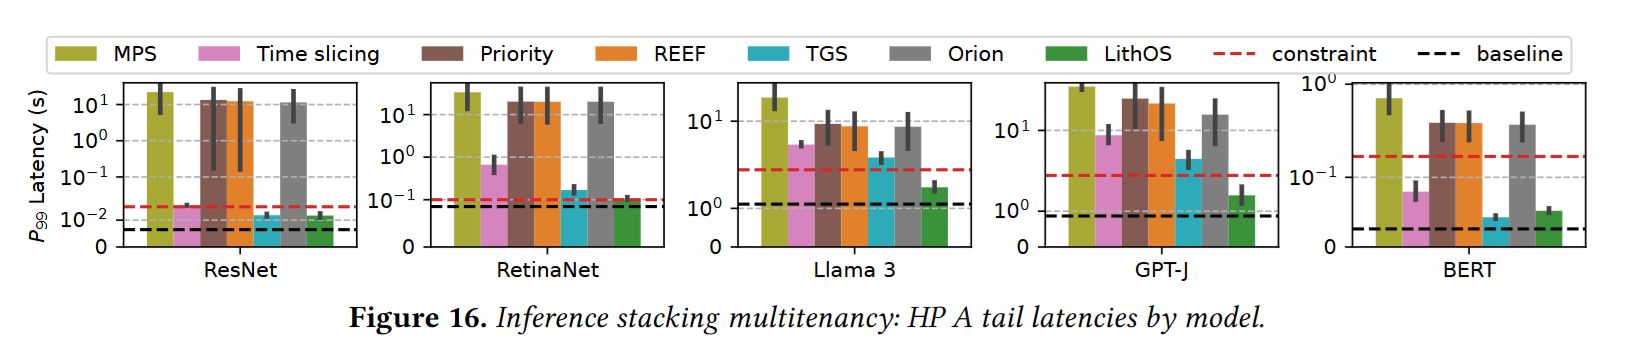 MPS Time slicing Priority REEF TGS Orion LithOS constraint baseline
P99 Latency (s)
10^1
10^0
10^-1
10^-2
0
ResNet
10^1
10^0
10^-1
0
RetinaNet
10^1
10^0
0
Llama 3
10^1
10^0
0
GPT-J
10^0
10^-1
0
BERT
Figure 16. Inference stacking multitenancy: HP A tail latencies by model.